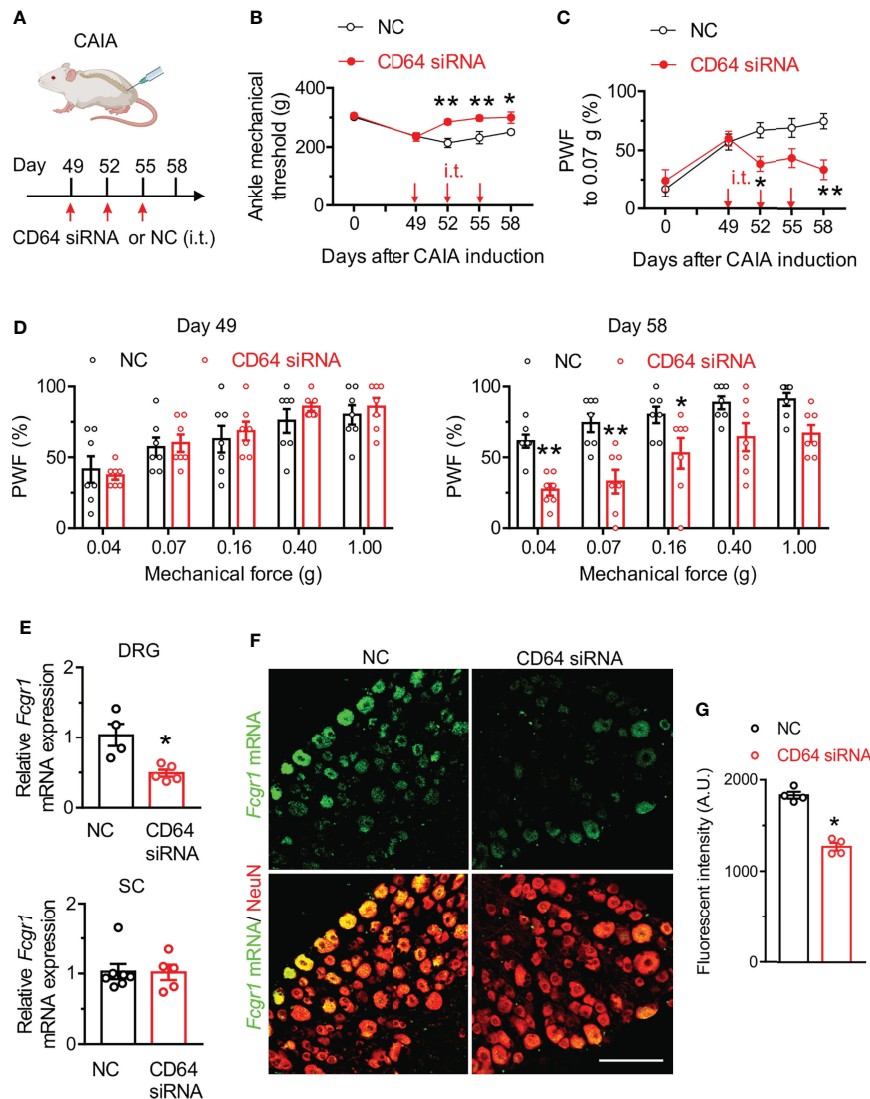 A
CAIA
Day 49 52 55 58
CD64 siRNA or NC (i.t.)
B
NC
CD64 siRNA
Ankle mechanical
threshold (g)
400
300
200
100
0
** ** *
i.t.
0 49 52 55 58
Days after CAIA induction
C
NC
CD64 siRNA
PWF
to 0.07 g (%)
100
75
50
25
0
i.t. * **
0 49 52 55 58
Days after CAIA induction
D
Day 49
NC CD64 siRNA
PWF (%)
100
50
0
0.04 0.07 0.16 0.40 1.00
Mechanical force (g)
Day 58
NC CD64 siRNA
PWF (%)
100
50
0
** ** *
0.04 0.07 0.16 0.40 1.00
Mechanical force (g)
E
DRG
Relative Fcgr1
mRNA expression
2
1
0
*
NC CD64
siRNA
SC
Relative Fcgr1
mRNA expression
2
1
0
NC CD64
siRNA
F
NC CD64 siRNA
Fcgr1 mRNA
Fcgr1 mRNA/ NeuN
G
NC
CD64 siRNA
Fluorescent intensity (A.U.)
2000
1000
0
*